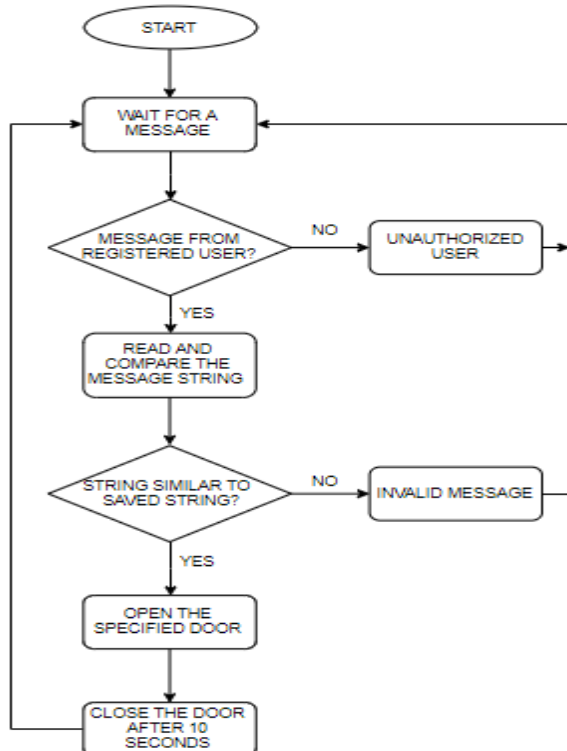 START
WAIT FOR A
MESSAGE
MESSAGE FROM
REGISTERED USER?
NO
UNAUTHORIZED
USER
YES
READ AND
COMPARE THE
MESSAGE STRING
STRING SIMILAR TO
SAVED STRING?
NO
INVALID MESSAGE
YES
OPEN THE
SPECIFIED DOOR
CLOSE THE DOOR
AFTER 10
SECONDS